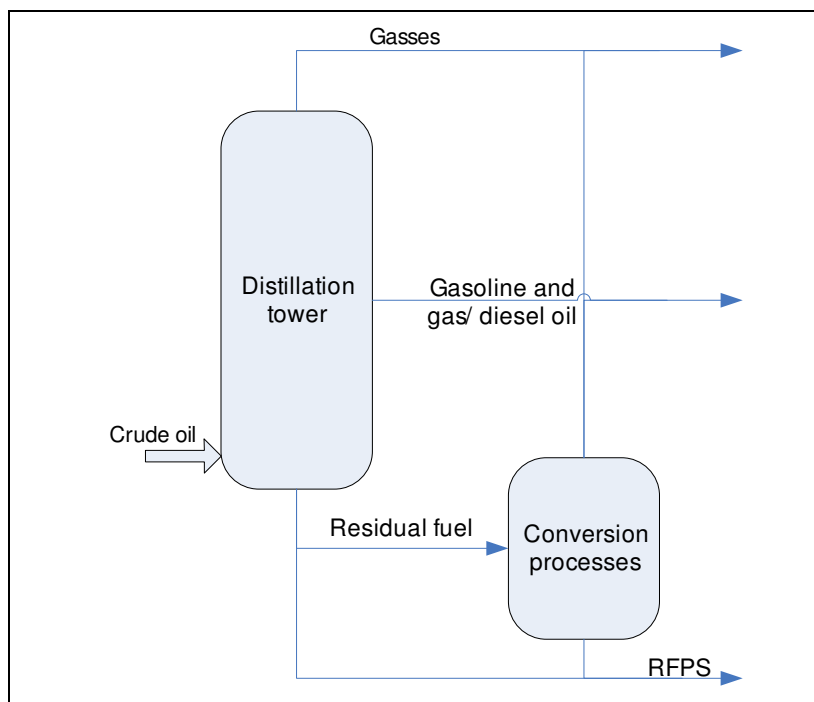 Gasses
Distillation
tower
Gasoline and
gas/ diesel oil
Crude oil
Residual fuel
Conversion
processes
RFPS